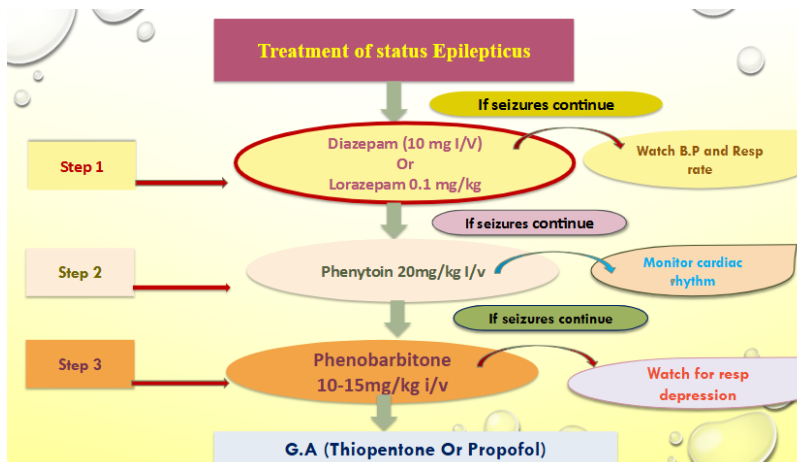 Treatment of status Epilepticus
If seizures continue
Step 1
Diazepam (10 mg I/V)
Or
Lorazepam 0.1 mg/kg
Watch B.P and Resp
rate
If seizures continue
Step 2
Phenytoin 20mg/kg I/v
Monitor cardiac
rhythm
If seizures continue
Step 3
Phenobarbitone
10-15mg/kg i/v
Watch for resp
depression
G.A (Thiopentone Or Propofol)